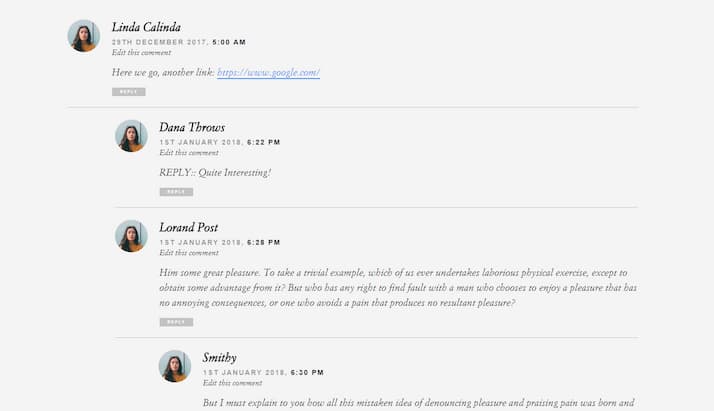 Linda Calinda
29TH DECEMBER 2017, 5:00 AM
Edit this comment
Here we go, another link: https://www.google.com/
REPLY
Dana Throws
1ST JANUARY 2018, 6:22 PM
Edit this comment
REPLY:: Quite Interesting!
REPLY
Lorand Post
1ST JANUARY 2018, 6:28 PM
Edit this comment
Him some great pleasure. To take a trivial example, which of us ever undertakes laborious physical exercise, except to
obtain some advantage from it? But who has any right to find fault with a man who chooses to enjoy a pleasure that has
no annoying consequences, or one who avoids a pain that produces no resultant pleasure?
REPLY
Smithy
1ST JANUARY 2018, 6:30 PM
Edit this comment
But I must explain to you how all this mistaken idea of denouncing pleasure and praising pain was born and